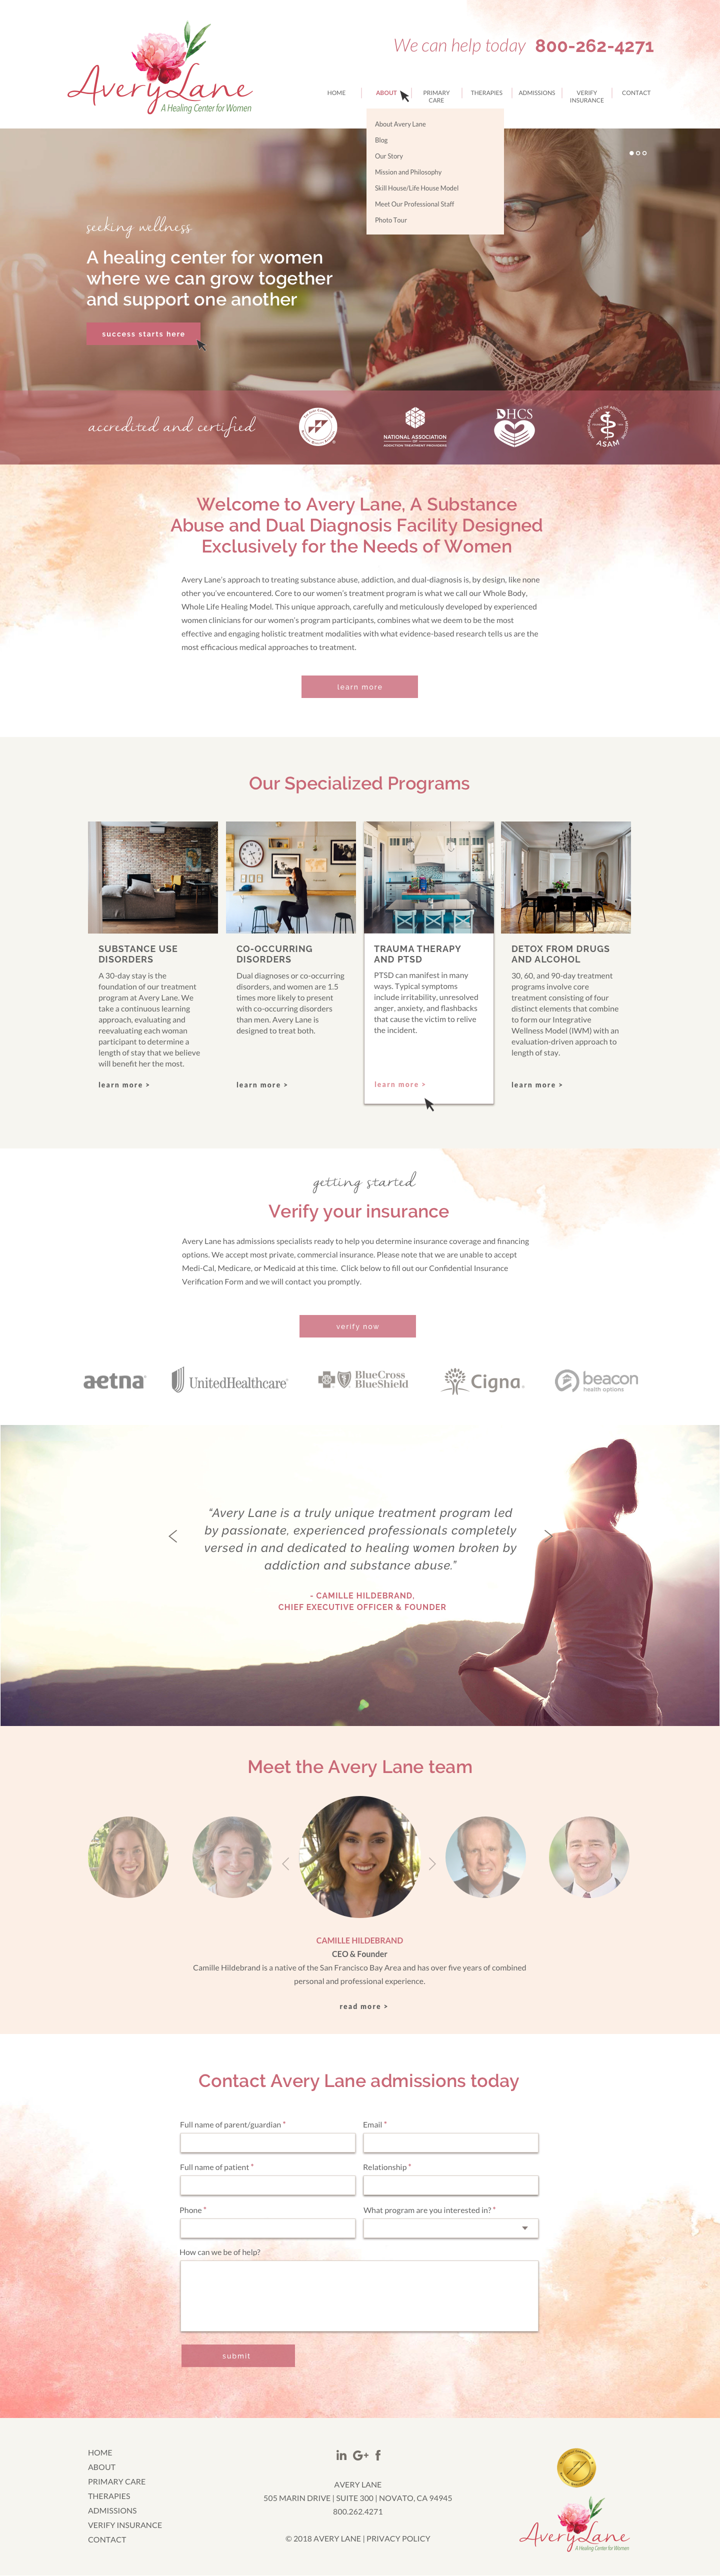 AveryLane
A Healing Center for Women
We can help today 800-262-4271
HOME
ABOUT
PRIMARY
CARE
THERAPIES
ADMISSIONS
VERIFY
INSURANCE
CONTACT
About Avery Lane
Blog
Our Story
Mission and Philosophy
Skill House/Life House Model
Meet Our Professional Staff
Photo Tour
seeking wellness
A healing center for women
where we can grow together
and support one another
success starts here
accredited and certified
NATIONAL ASSOCIATION
OF
ADDICTION TREATMENT PROVIDERS
DHCS
ASAM
Welcome to Avery Lane, A Substance
Abuse and Dual Diagnosis Facility Designed
Exclusively for the Needs of Women
Avery Lane's approach to treating substance abuse, addiction, and dual-diagnosis is, by design, like none
other you've encountered. Core to our women's treatment program is what we call our Whole Body,
Whole Life Healing Model. This unique approach, carefully and meticulously developed by experienced
women clinicians for our women's program participants, combines what we deem to be the most
effective and engaging holistic treatment modalities with what evidence-based research tells us are the
most efficacious medical approaches to treatment.
learn more
Our Specialized Programs
SUBSTANCE USE
DISORDERS
A 30-day stay is the
foundation of our treatment
program at Avery Lane. We
take a continuous learning
approach, evaluating and
reevaluating each woman
participant to determine a
length of stay that we believe
will benefit her the most.
learn more >
CO-OCCURRING
DISORDERS
Dual diagnoses or co-occurring
disorders, and women are 1.5
times more likely to present
with co-occurring disorders
than men. Avery Lane is
designed to treat both.
learn more >
TRAUMA THERAPY
AND PTSD
PTSD can manifest in many
ways. Typical symptoms
include irritability, unresolved
anger, anxiety, and flashbacks
that cause the victim to relive
the incident.
learn more >
DETOX FROM DRUGS
AND ALCOHOL
30, 60, and 90-day treatment
programs involve core
treatment consisting of four
distinct elements that combine
to form our Integrative
Wellness Model (IWM) with an
evaluation-driven approach to
length of stay.
learn more >
getting started
Verify your insurance
Avery Lane has admissions specialists ready to help you determine insurance coverage and financing
options. We accept most private, commercial insurance. Please note that we are unable to accept
Medi-Cal, Medicare, or Medicaid at this time. Click below to fill out our Confidential Insurance
Verification Form and we will contact you promptly.
verify now
aetna
UnitedHealthcare
BlueCross
BlueShield
Cigna
beacon
health options
"Avery Lane is a truly unique treatment program led
by passionate, experienced professionals completely
versed in and dedicated to healing women broken by
addiction and substance abuse."
- CAMILLE HILDEBRAND,
CHIEF EXECUTIVE OFFICER & FOUNDER
Meet the Avery Lane team
CAMILLE HILDEBRAND
CEO & Founder
Camille Hildebrand is a native of the San Francisco Bay Area and has over five years of combined
personal and professional experience.
read more >
Contact Avery Lane admissions today
Full name of parent/guardian *
Email *
Full name of patient *
Relationship *
Phone *
What program are you interested in? *
How can we be of help?
submit
HOME
ABOUT
PRIMARY CARE
THERAPIES
ADMISSIONS
VERIFY INSURANCE
CONTACT
in G+ f
AVERY LANE
505 MARIN DRIVE | SUITE 300 | NOVATO, CA 94945
800.262.4271
© 2018 AVERY LANE | PRIVACY POLICY
AveryLane
A Healing Center for Women